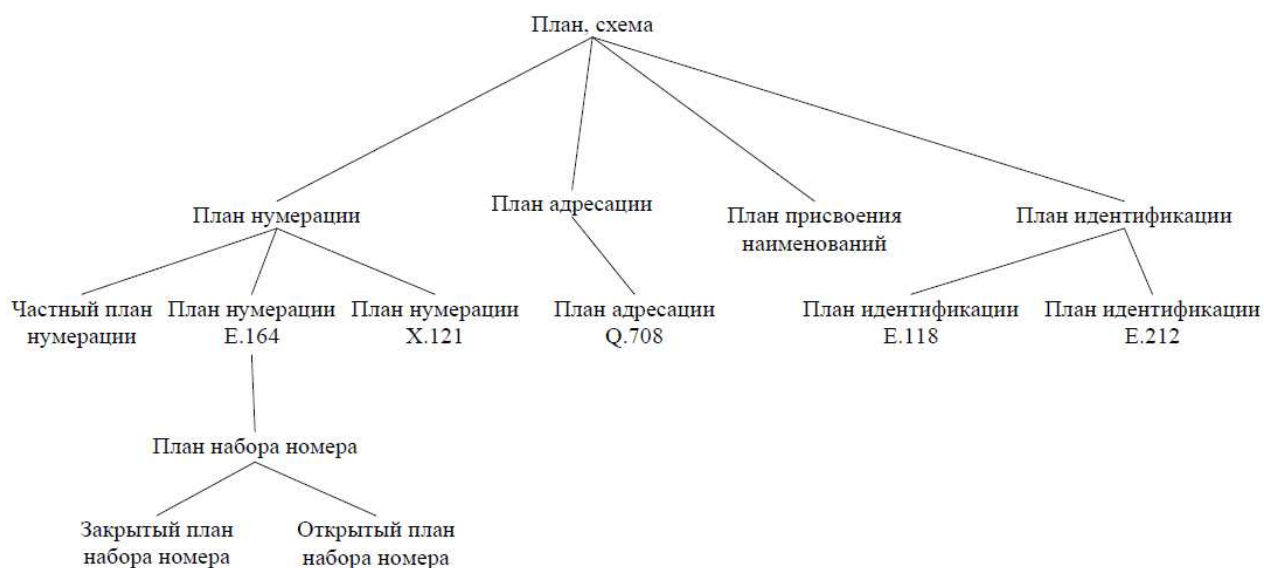 План, схема
План нумерации
План адресации
План присвоения
наименований
План идентификации
Частный план
нумерации
План нумерации
E.164
План нумерации
X.121
План адресации
Q.708
План идентификации
E.118
План идентификации
E.212
План набора номера
Закрытый план
набора номера
Открытый план
набора номера